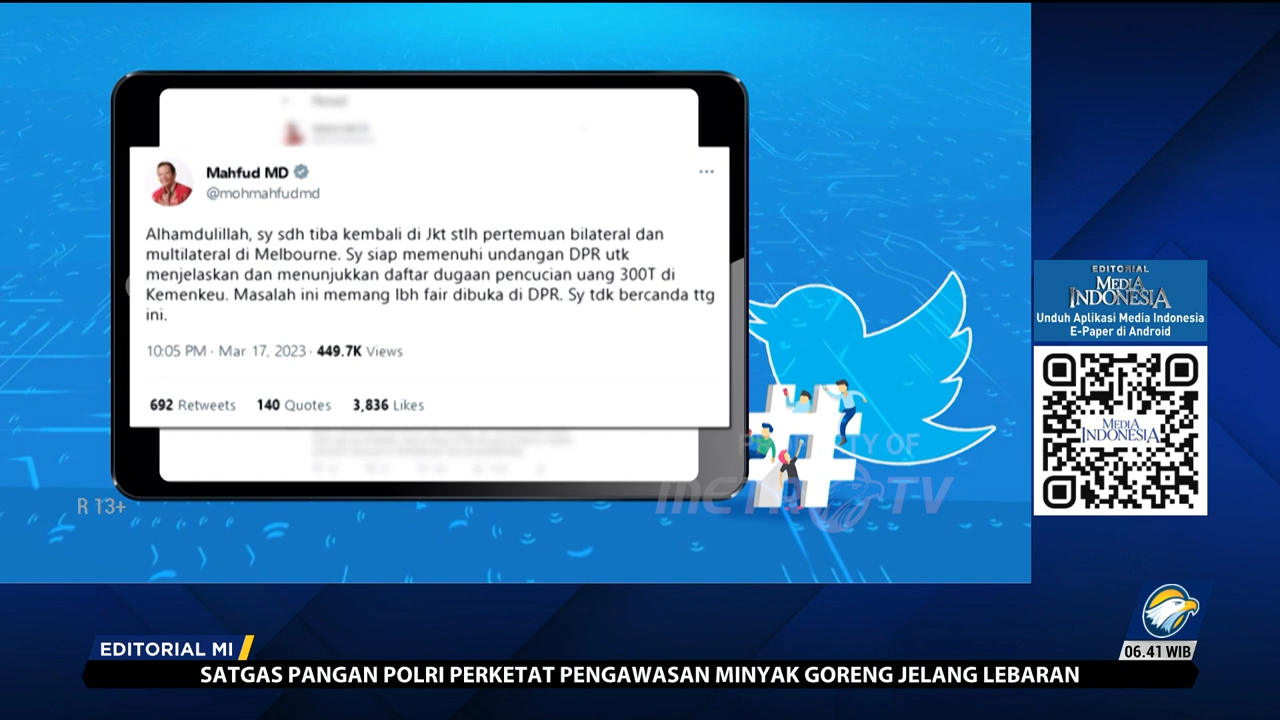 Mahfud MD
@mohmahfudmd
Alhamdulillah, sy sdh tiba kembali di Jkt stlh pertemuan bilateral dan
multilateral di Melbourne. Sy siap memenuhi undangan DPR utk
menjelaskan dan menunjukkan daftar dugaan pencucian uang 300T di
Kemenkeu. Masalah ini memang lbh fair dibuka di DPR. Sy tdk bercanda ttg
ini.
10:05 PM · Mar 17, 2023 · 449.7K Views
692 Retweets 140 Quotes 3,836 Likes
#
PROPERTY OF
METRO TV
R 13+
EDITORIAL
MEDIA
INDONESIA
Unduh Aplikasi Media Indonesia
E-Paper di Android
MEDIA
INDONESIA
EDITORIAL MI
06.41 WIB
SATGAS PANGAN POLRI PERKETAT PENGAWASAN MINYAK GORENG JELANG LEBARAN